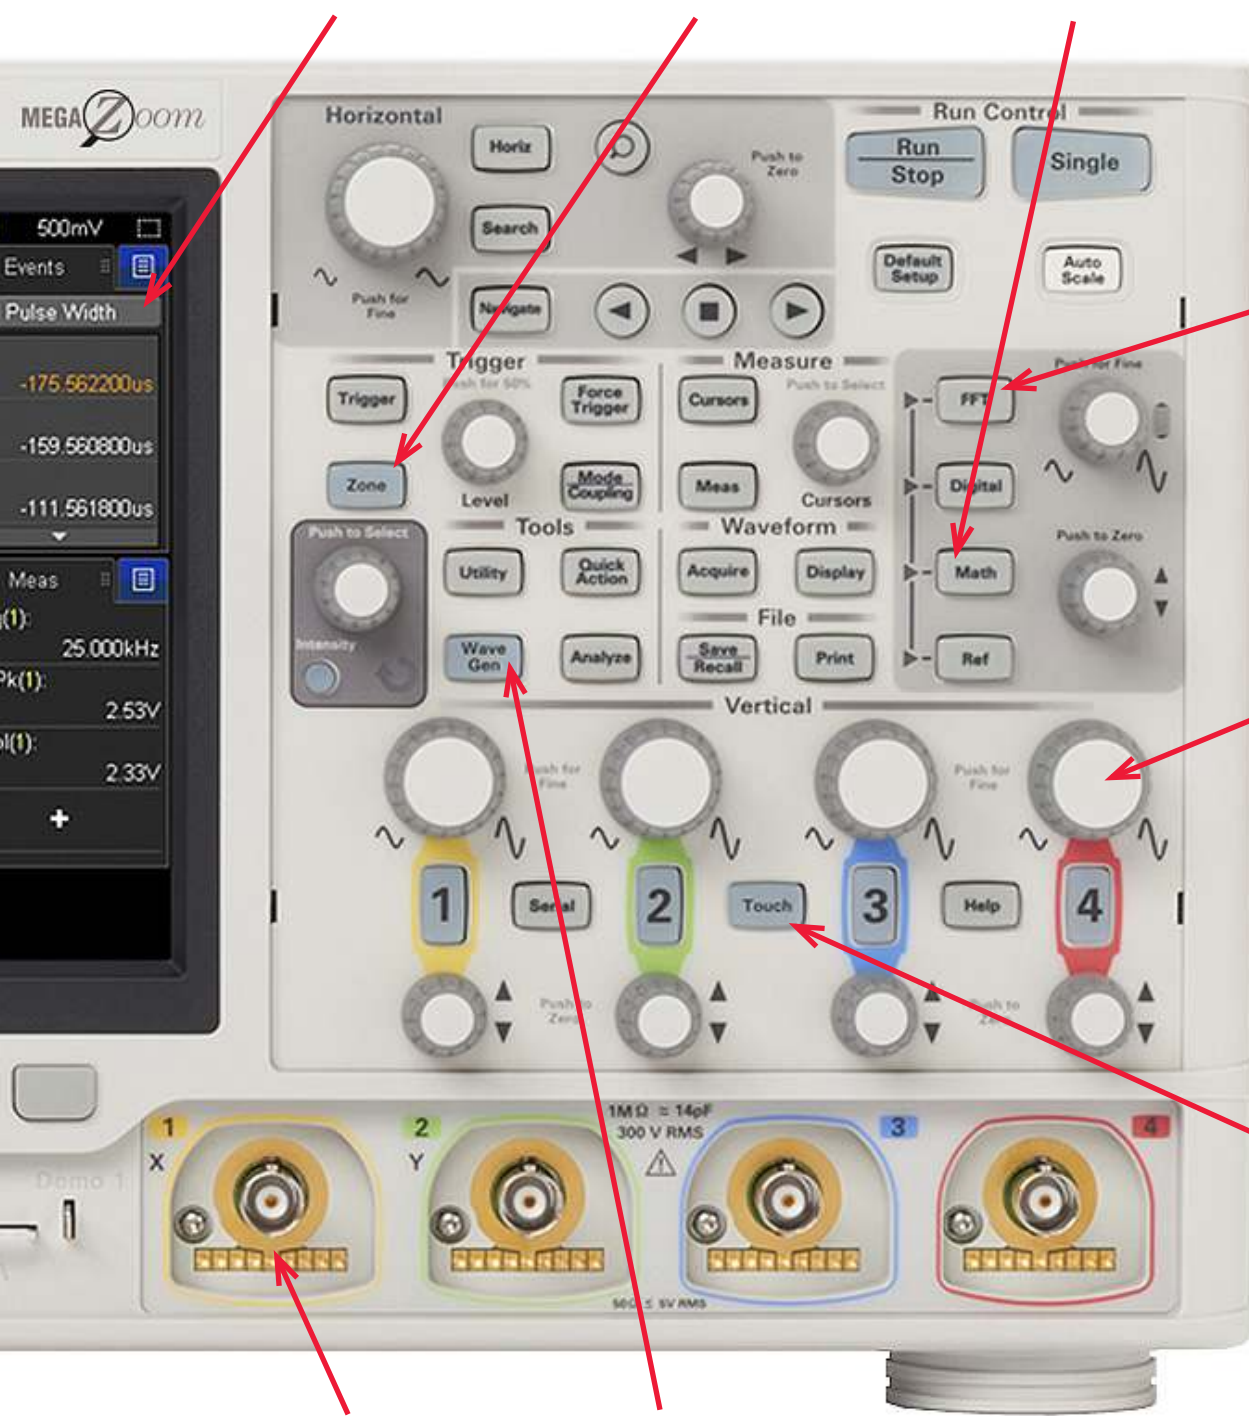 MEGA Zoom
500mV
Events
Pulse Width
-175.562200us
-159.560800us
-111.561800us
Meas
(1):
25.000kHz
Pk(1):
2.53V
(1):
2.33V
+
Horizontal
Horiz
Push to
Zero
Search
Push for
Fine
Navigate
Run Control
Run
Stop
Single
Default
Setup
Auto
Scale
Trigger
Push for 50%
Trigger
Force
Trigger
Zone
Level
Mode
Coupling
Measure
Push to Select
Cursors
Meas
Cursors
Push for Fine
FFT
Digital
Push to Zero
Math
Ref
Push to Select
Intensity
Tools
Utility
Quick
Action
Wave
Gen
Analyze
Waveform
Acquire
Display
File
Save
Recall
Print
Vertical
Push for
Fine
Push for
Fine
1
Serial
2
Touch
3
Help
4
Push to
Zero
Push to
Zero
1
X
2
Y
1MΩ ≈ 14pF
300 V RMS
3
4
Demo 1
50Ω ≤ 5V RMS